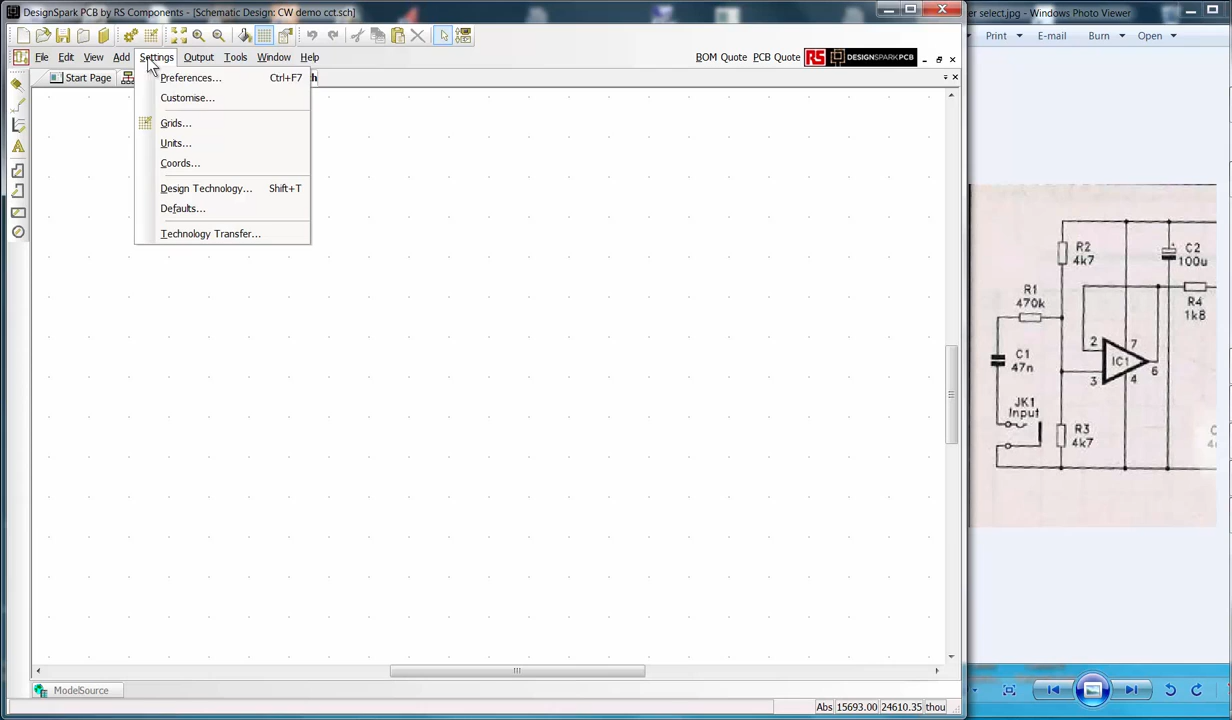 DesignSpark PCB by RS Components - [Schematic Design: CW demo cct.sch]
er select.jpg - Windows Photo Viewer
Print E-mail Burn Open
File Edit View Add Settings Output Tools Window Help
BOM Quote PCB Quote RS DESIGNSPARKPCB
Start Page h
Preferences... Ctrl+F7
Customise...
Grids...
Units...
Coords...
Design Technology... Shift+T
Defaults...
Technology Transfer...
R2
4k7
C2
100u
R1
470k
R4
1k8
C1
47n
2
7
IC1
3
4
6
JK1
Input
R3
4k7
ModelSource
Abs 15693.00 24610.35 thou